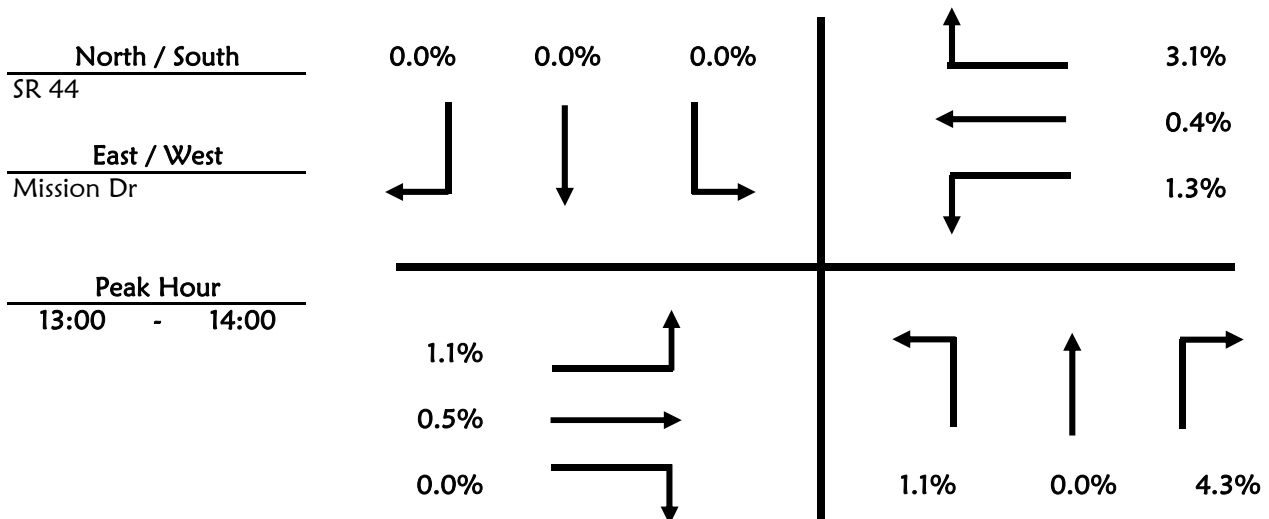 North / South
SR 44
East / West
Mission Dr
Peak Hour
13:00 - 14:00
0.0% 0.0% 0.0%
3.1%
0.4%
1.3%
1.1%
0.5%
0.0%
1.1% 0.0% 4.3%